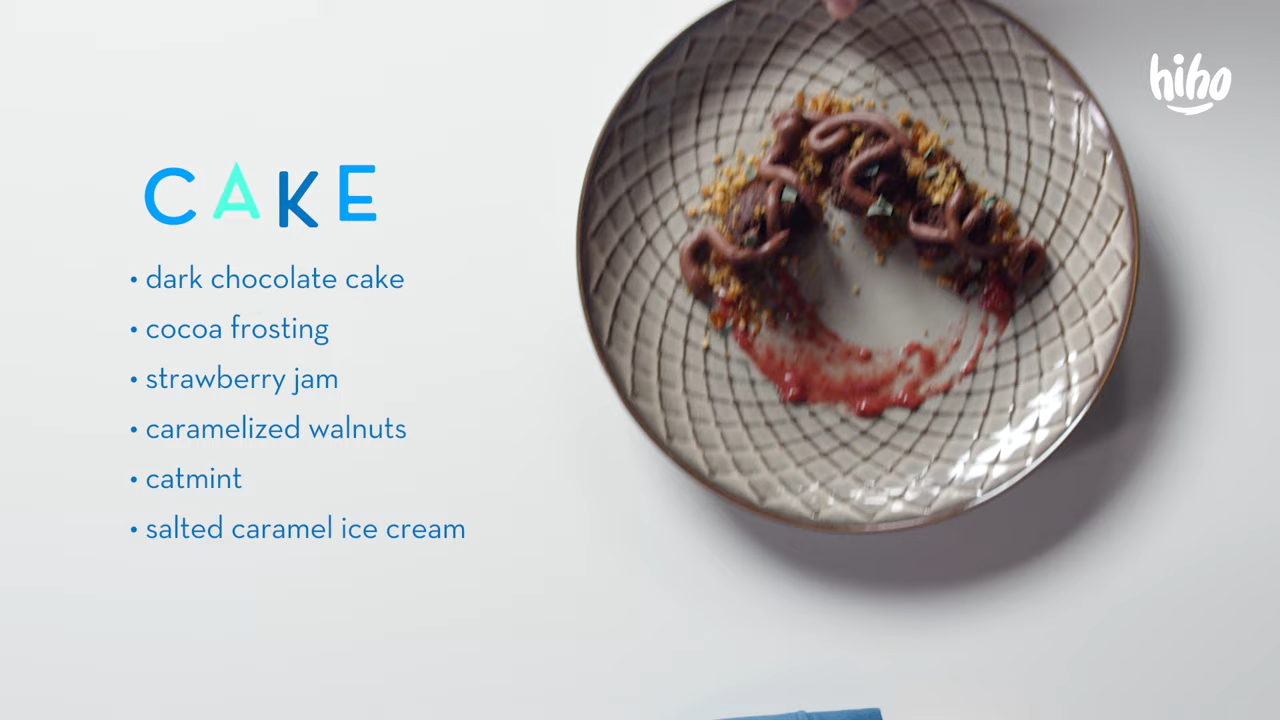 hiho
CAKE
• dark chocolate cake
• cocoa frosting
• strawberry jam
• caramelized walnuts
• catmint
• salted caramel ice cream